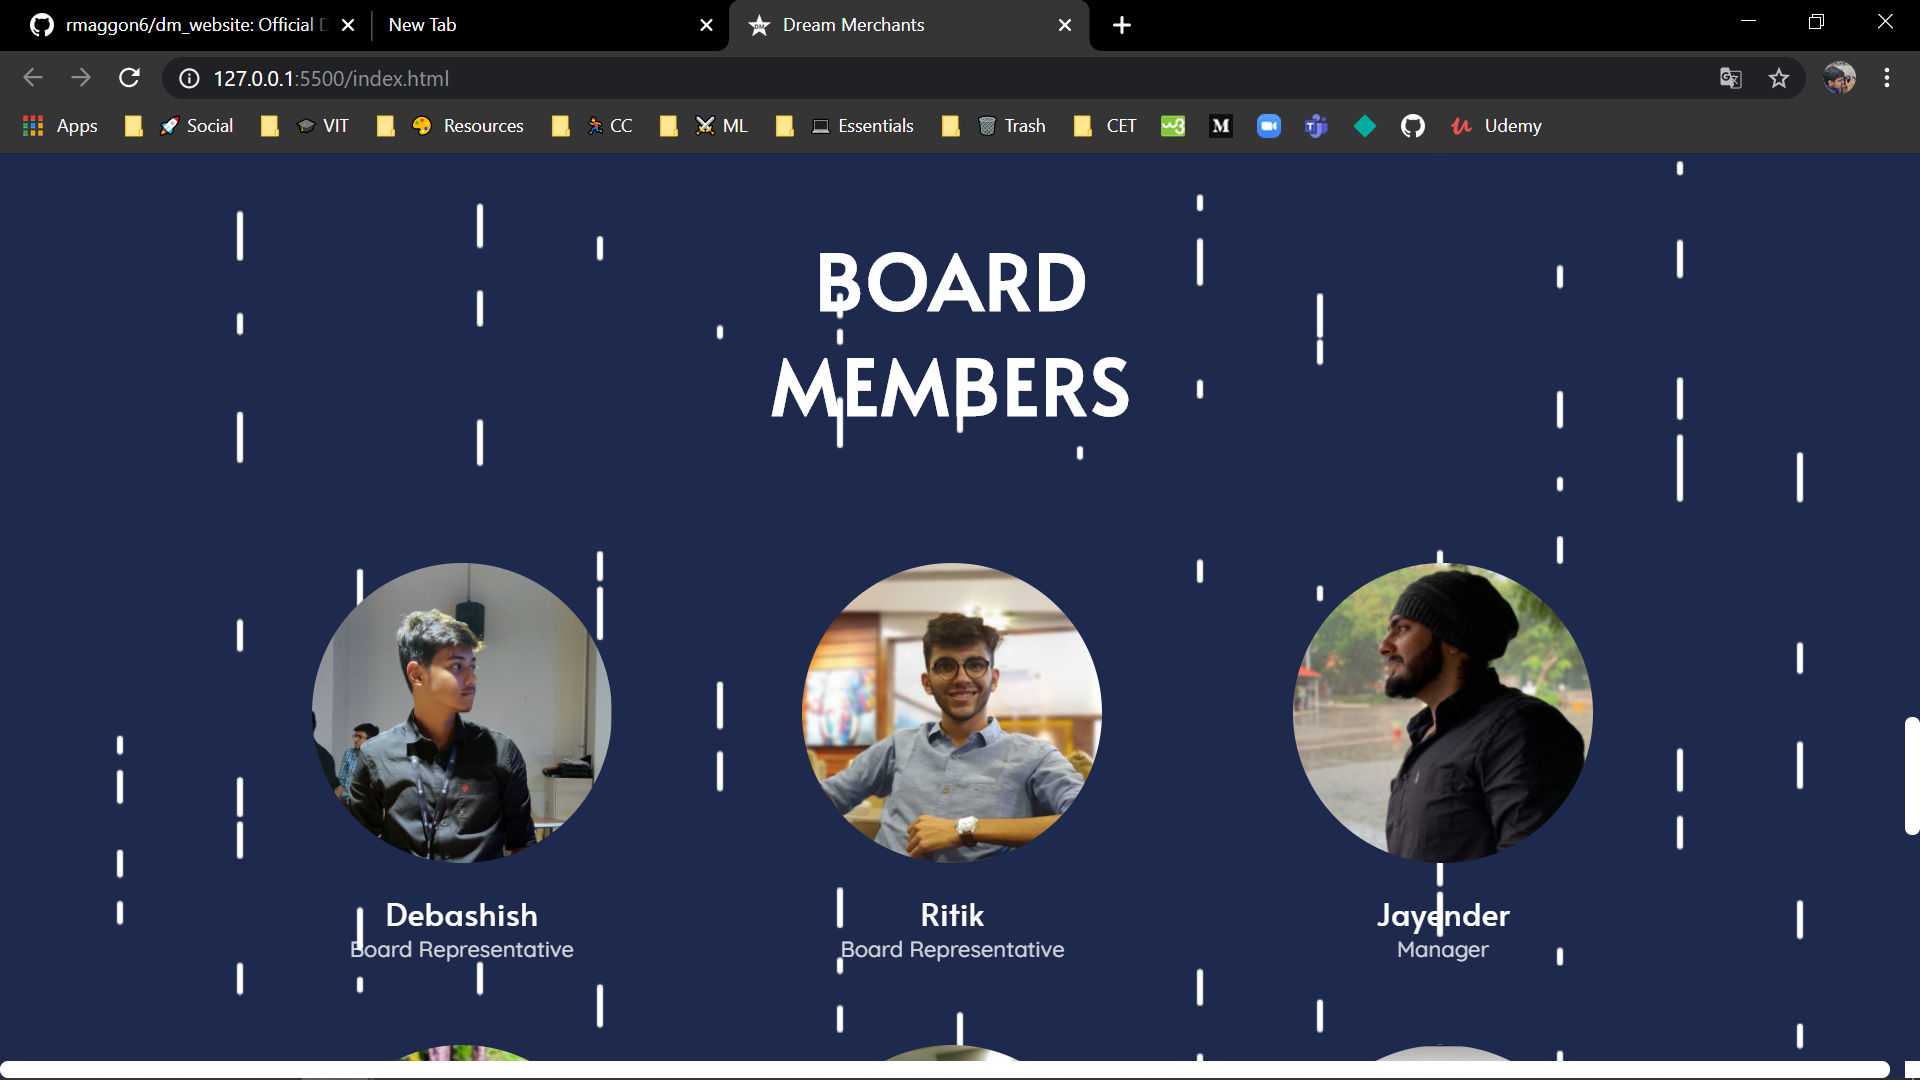 rmaggon6/dm_website: Official D
New Tab
Dream Merchants
127.0.0.1:5500/index.html
Apps
Social
VIT
Resources
CC
ML
Essentials
Trash
CET
w3
M
Udemy
BOARD
MEMBERS
Debashish
Ritik
Jayender
Board Representative
Board Representative
Manager